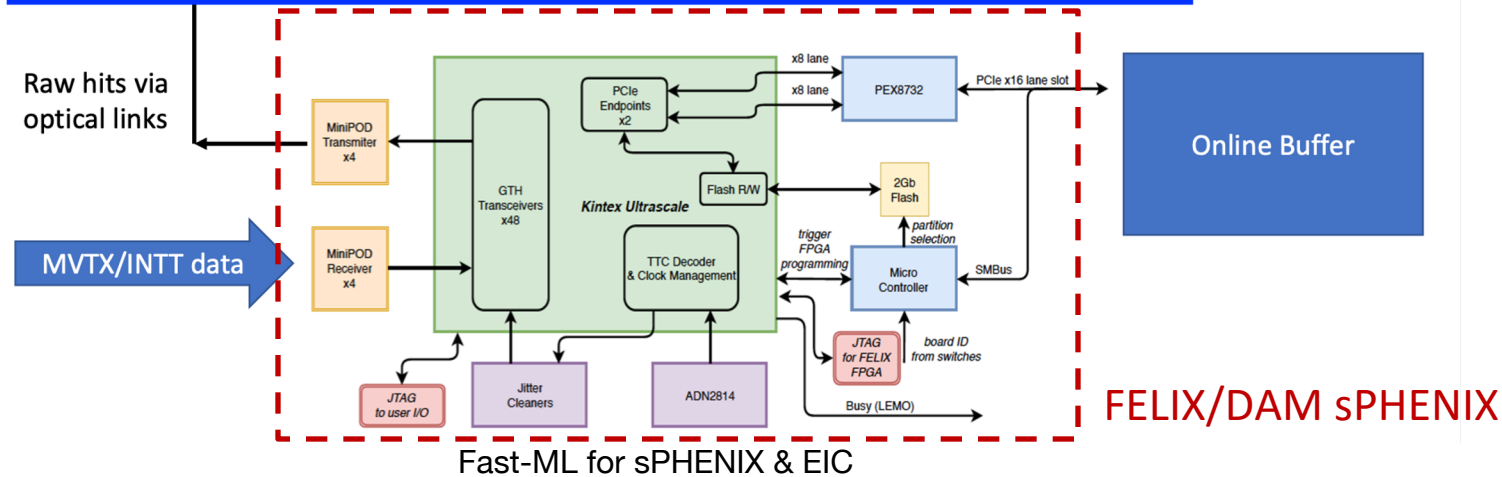 Raw hits via
optical links
MVTX/INTT data
MiniPOD
Transmiter
x4
MiniPOD
Receiver
x4
GTH
Transceivers
x48
PCIe
Endpoints
x2
Flash R/W
Kintex Ultrascale
TTC Decoder
& Clock Management
x8 lane
x8 lane
PEX8732
PCIe x16 lane slot
2Gb
Flash
partition
selection
trigger
FPGA
programming
Micro
Controller
SMBus
JTAG
for FELIX
FPGA
board ID
from switches
JTAG
to user I/O
Jitter
Cleaners
ADN2814
Busy (LEMO)
Online Buffer
FELIX/DAM sPHENIX
Fast-ML for sPHENIX & EIC